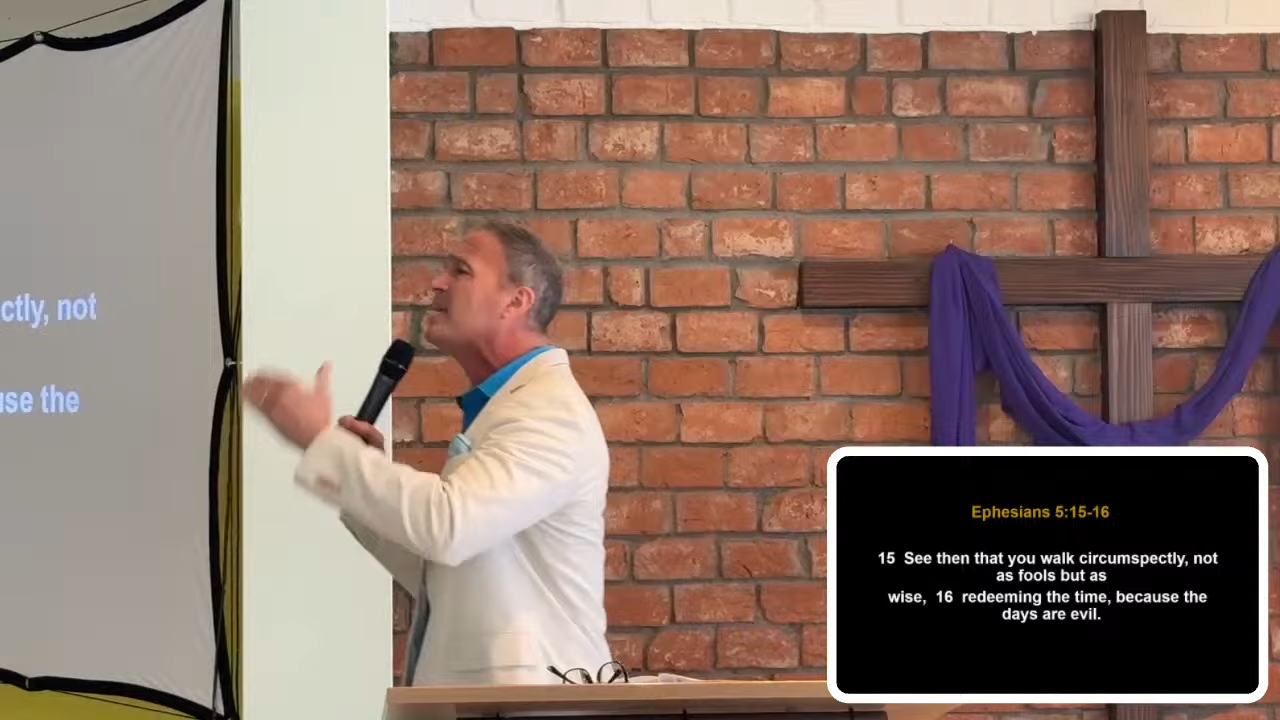 ctly, not
use the
Ephesians 5:15-16
15 See then that you walk circumspectly, not
as fools but as
wise, 16 redeeming the time, because the
days are evil.